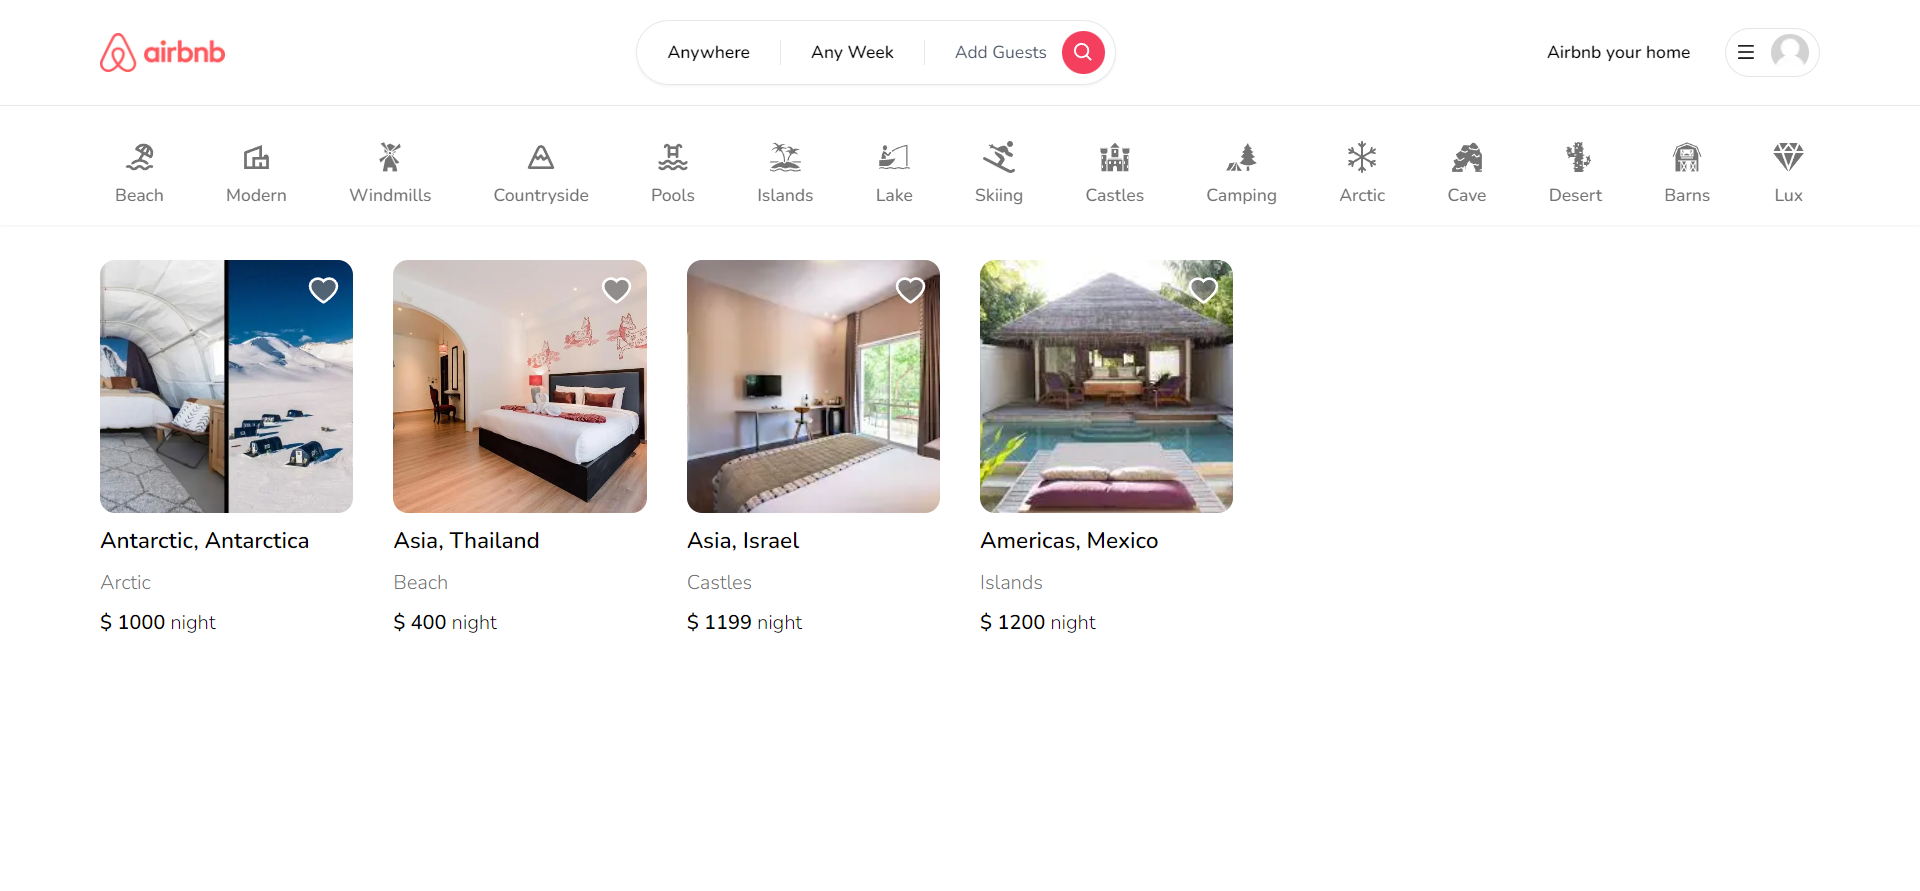 airbnb
Anywhere
Any Week
Add Guests
Airbnb your home
Beach
Modern
Windmills
Countryside
Pools
Islands
Lake
Skiing
Castles
Camping
Arctic
Cave
Desert
Barns
Lux
Antarctic, Antarctica
Arctic
$ 1000 night
Asia, Thailand
Beach
$ 400 night
Asia, Israel
Castles
$ 1199 night
Americas, Mexico
Islands
$ 1200 night